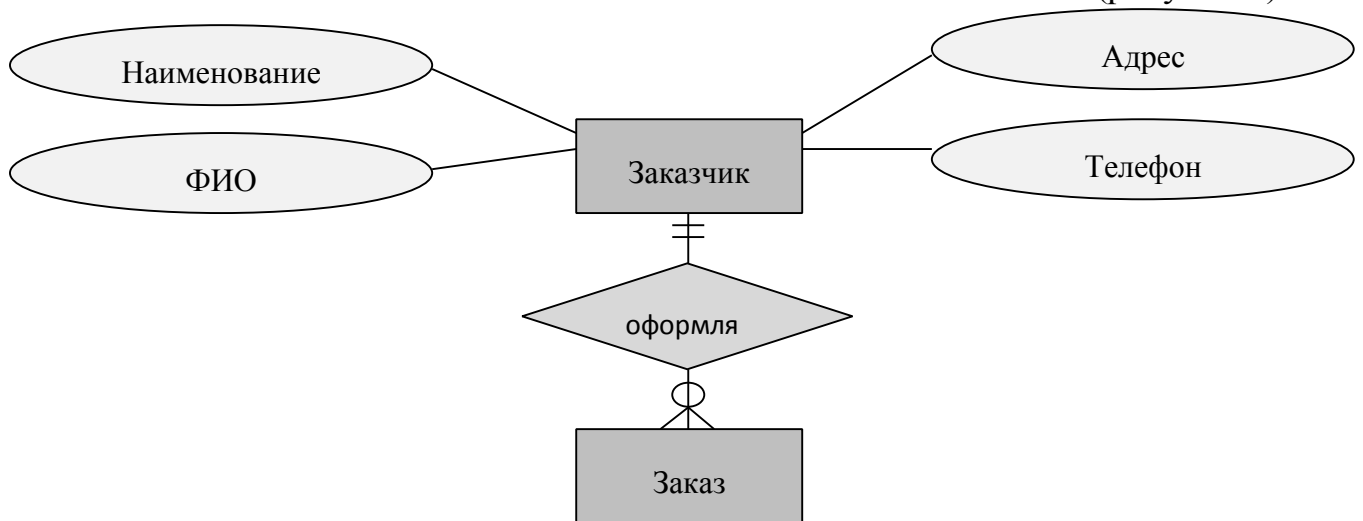 Наименование
Адрес
ФИО
Заказчик
Телефон
оформля
Заказ